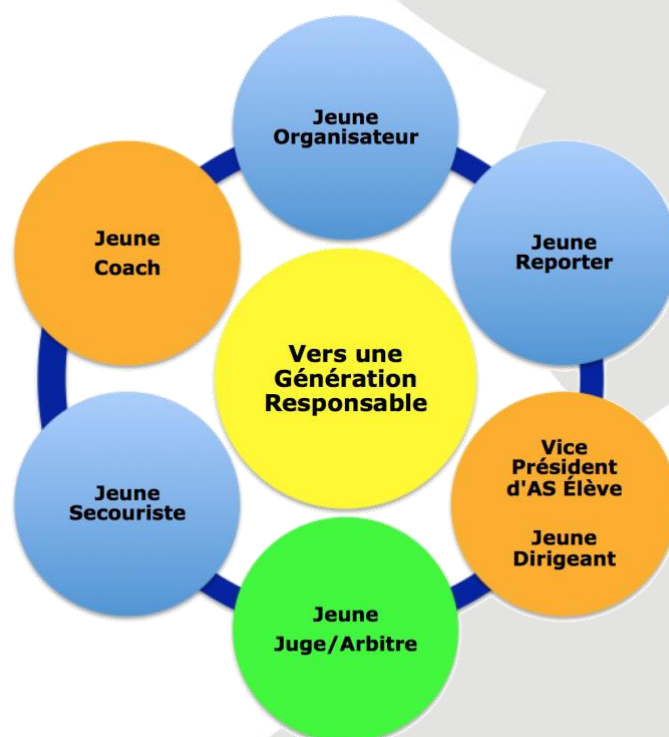 Jeune
Organisateur
Jeune
Reporter
Jeune
Coach
Vers une
Génération
Responsable
Vice
Président
d'AS Élève
Jeune
Dirigeant
Jeune
Secouriste
Jeune
Juge/Arbitre